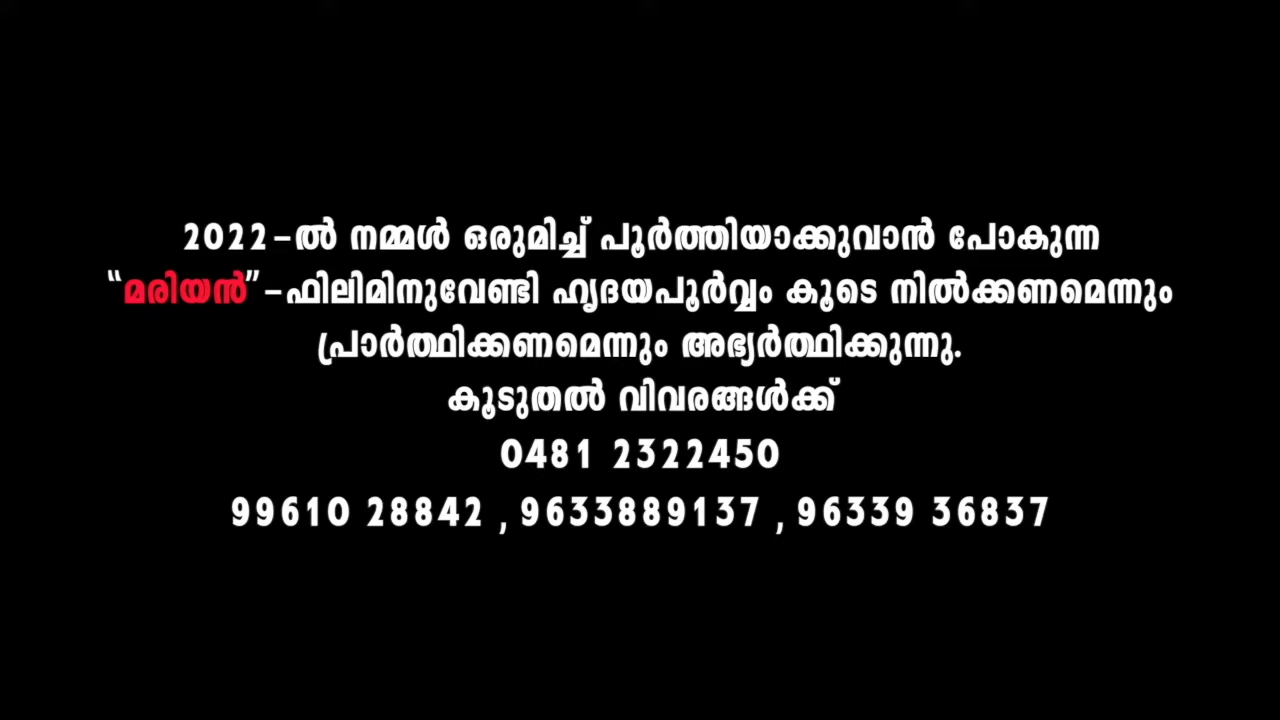 2022-ൽ നമ്മൾ ഒരുമിച്ച് പൂർത്തിയാക്കുവാൻ പോകുന്ന
“മരിയൻ”-ഫിലിമിനുവേണ്ടി ഹൃദയപൂർവ്വം കൂടെ നിൽക്കണമെന്നും
പ്രാർത്ഥിക്കണമെന്നും അഭ്യർത്ഥിക്കുന്നു.
കൂടുതൽ വിവരങ്ങൾക്ക്
0481 2322450
99610 28842 , 9633889137 , 96339 36837